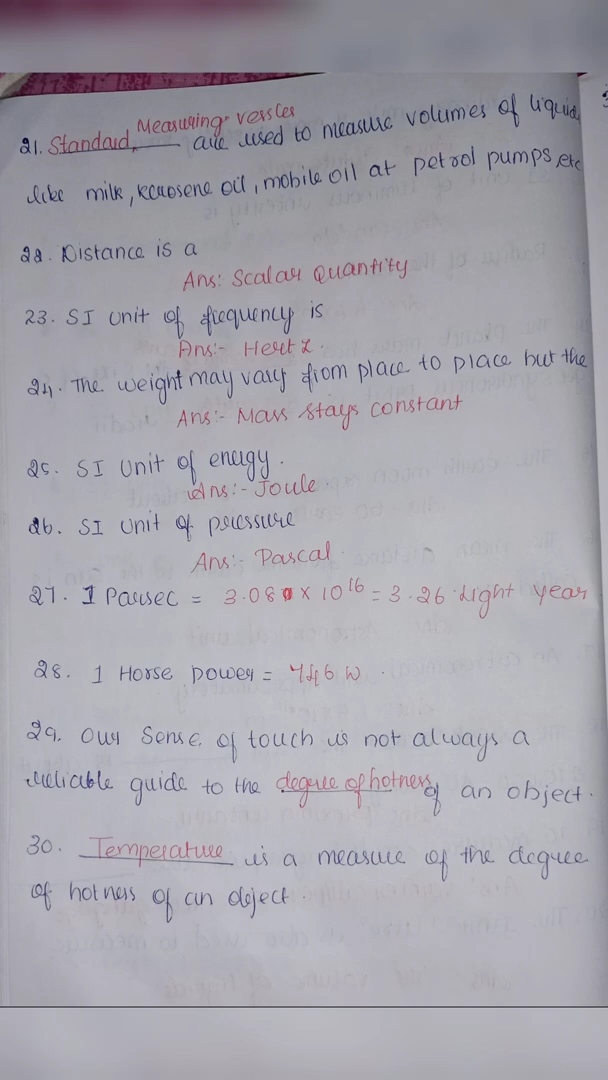 21. Standard Measuring vessles are used to measure volumes of liquid
like milk, kerosene oil, mobile oil at petrol pumps, etc
22. Distance is a
Ans: Scalar Quantity
23. SI Unit of frequency is
Ans:- Hertz.
24. The weight may vary from place to place but the
Ans:- Mass stays constant
25. SI Unit of energy.
Ans:- Joule.
26. SI Unit of pressure
Ans:- Pascal.
27. 1 Parsec = 3.08 × 10¹⁶ = 3.26 Light year
28. 1 Horse power = 746 W.
29. Our Sense of touch is not always a
reliable guide to the degree of hotness of an object.
30. Temperature is a measure of the degree
of hotness of an object.